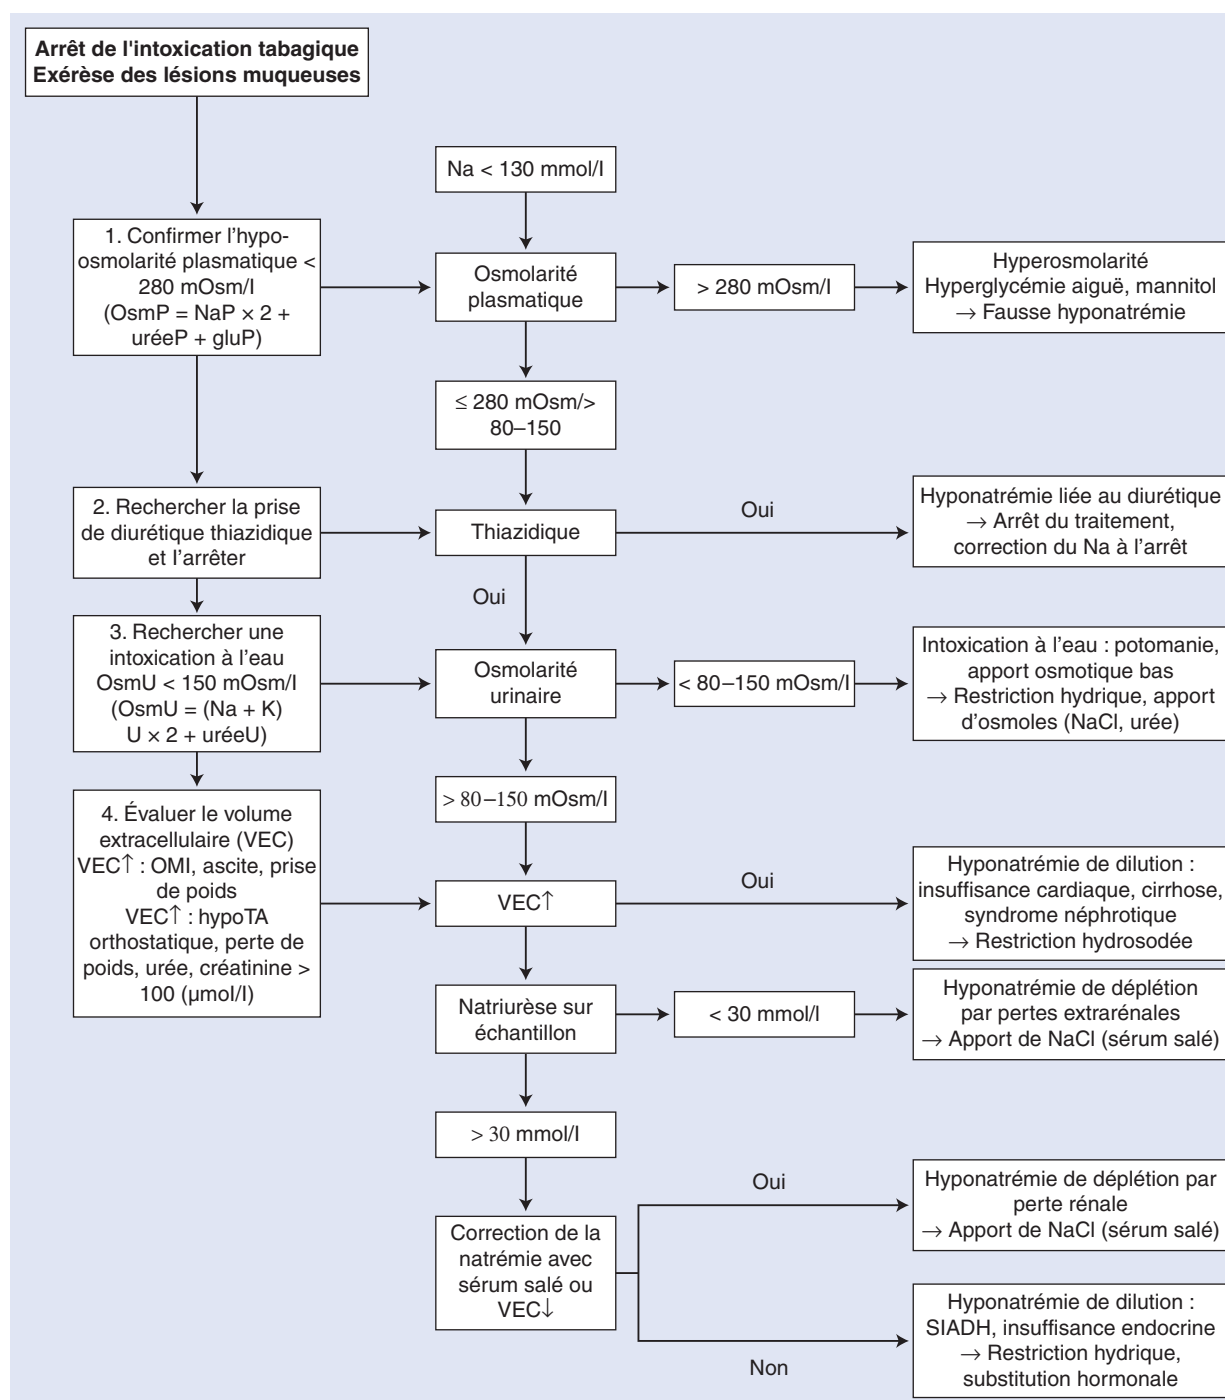 Arrêt de l'intoxication tabagique
Exérèse des lésions muqueuses
Na < 130 mmol/l
1. Confirmer l'hypo-
osmolarité plasmatique <
280 mOsm/l
(OsmP = NaP × 2 +
uréeP + gluP)
Osmolarité
plasmatique
> 280 mOsm/l
Hyperosmolarité
Hyperglycémie aiguë, mannitol
→ Fausse hyponatrémie
≤ 280 mOsm/>
80–150
2. Rechercher la prise
de diurétique thiazidique
et l'arrêter
Thiazidique
Oui
Hyponatrémie liée au diurétique
→ Arrêt du traitement,
correction du Na à l'arrêt
Oui
3. Rechercher une
intoxication à l'eau
OsmU < 150 mOsm/l
(OsmU = (Na + K)
U × 2 + uréeU)
Osmolarité
urinaire
< 80–150 mOsm/l
Intoxication à l'eau : potomanie,
apport osmotique bas
→ Restriction hydrique, apport
d'osmoles (NaCl, urée)
> 80–150 mOsm/l
4. Évaluer le volume
extracellulaire (VEC)
VEC↑ : OMI, ascite, prise
de poids
VEC↑ : hypoTA
orthostatique, perte de
poids, urée, créatinine >
100 (µmol/l)
VEC↑
Oui
Hyponatrémie de dilution :
insuffisance cardiaque, cirrhose,
syndrome néphrotique
→ Restriction hydrosodée
Natriurèse sur
échantillon
< 30 mmol/l
Hyponatrémie de déplétion
par pertes extrarénales
→ Apport de NaCl (sérum salé)
> 30 mmol/l
Correction de la
natrémie avec
sérum salé ou
VEC↓
Oui
Hyponatrémie de déplétion par
perte rénale
→ Apport de NaCl (sérum salé)
Non
Hyponatrémie de dilution :
SIADH, insuffisance endocrine
→ Restriction hydrique,
substitution hormonale